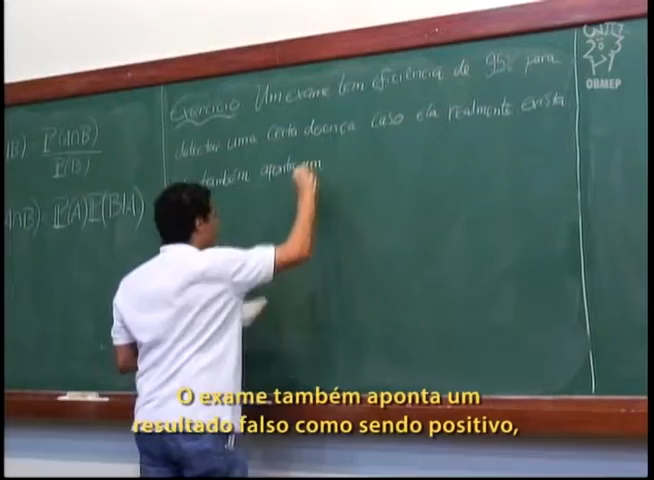 Exercício Um exame tem eficiência de 95% para
detectar uma certa doença caso ela realmente exista
também aponta um
P(A∩B)
P(B)
P(A)P(B|A)
OBMEP
O exame também aponta um
resultado falso como sendo positivo,